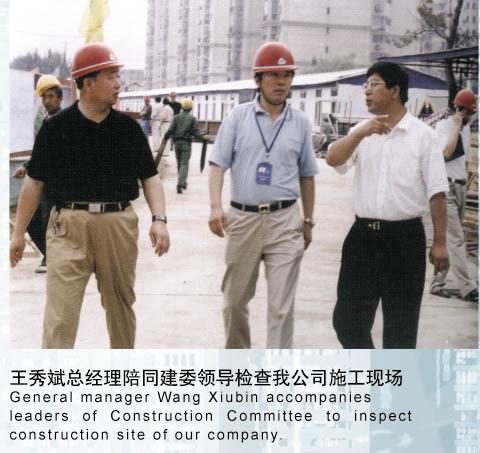 王秀斌总经理陪同建委领导检查我公司施工现场
General manager Wang Xiubin accompanies
leaders of Construction Committee to inspect
construction site of our company.